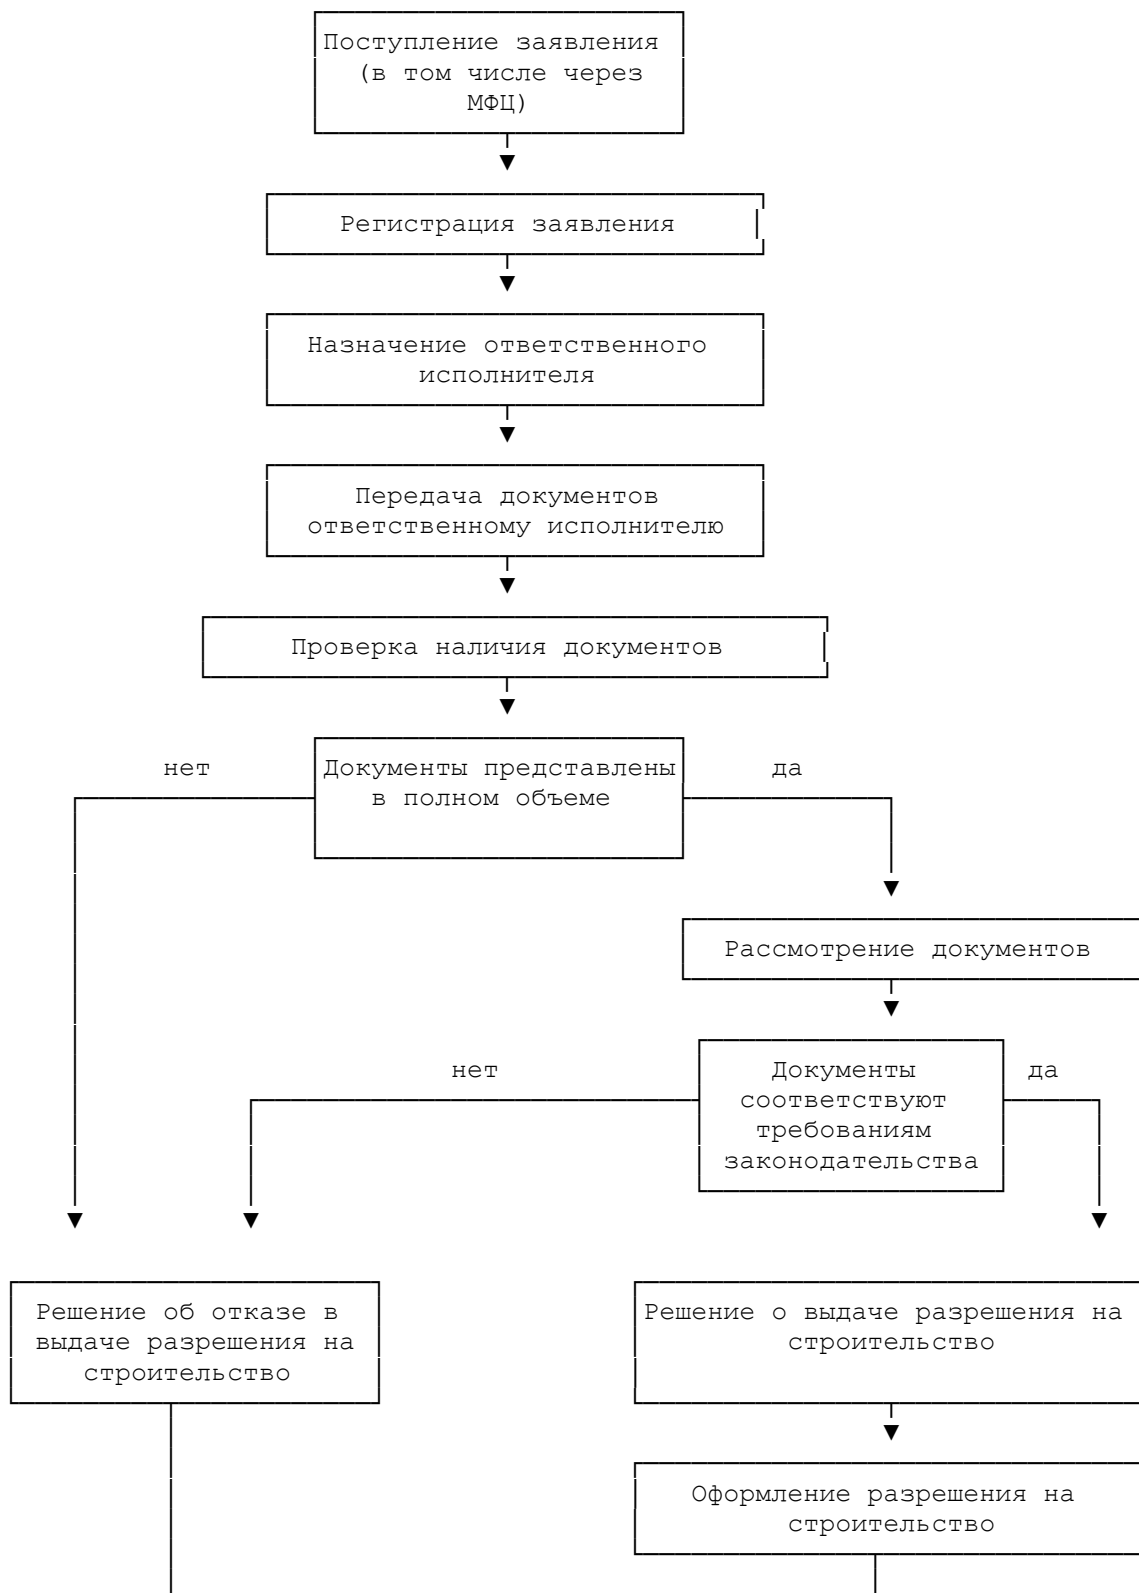 Поступление заявления
(в том числе через
МФЦ)
Регистрация заявления
Назначение ответственного
исполнителя
Передача документов
ответственному исполнителю
Проверка наличия документов
нет
Документы представлены
в полном объеме
да
Рассмотрение документов
нет
Документы
соответствуют
требованиям
законодательства
да
Решение об отказе в
выдаче разрешения на
строительство
Решение о выдаче разрешения на
строительство
Оформление разрешения на
строительство